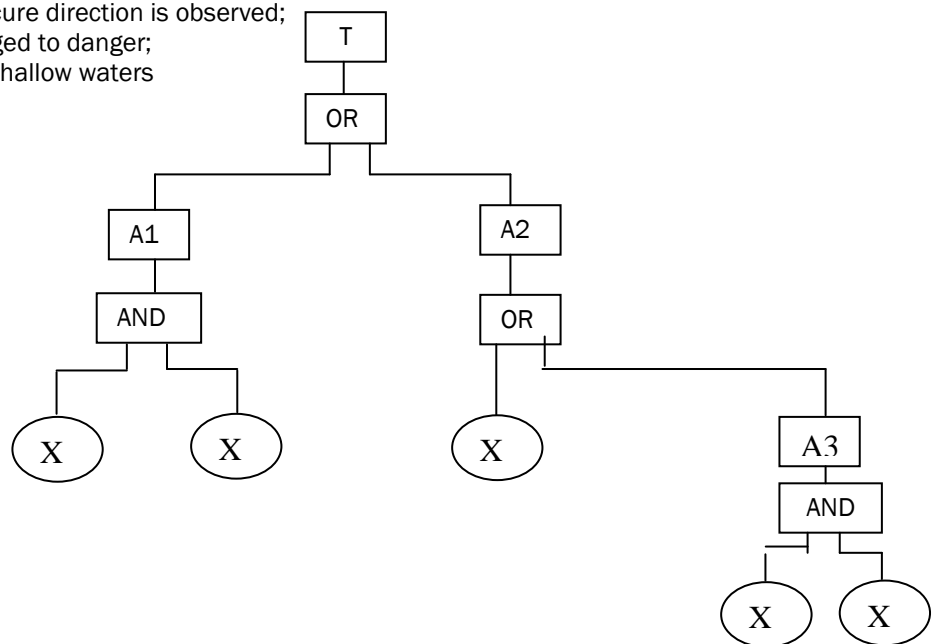 cure direction is observed;
ged to danger;
hallow waters
T
OR
A1
A2
AND
OR
X
X
X
A3
AND
X
X